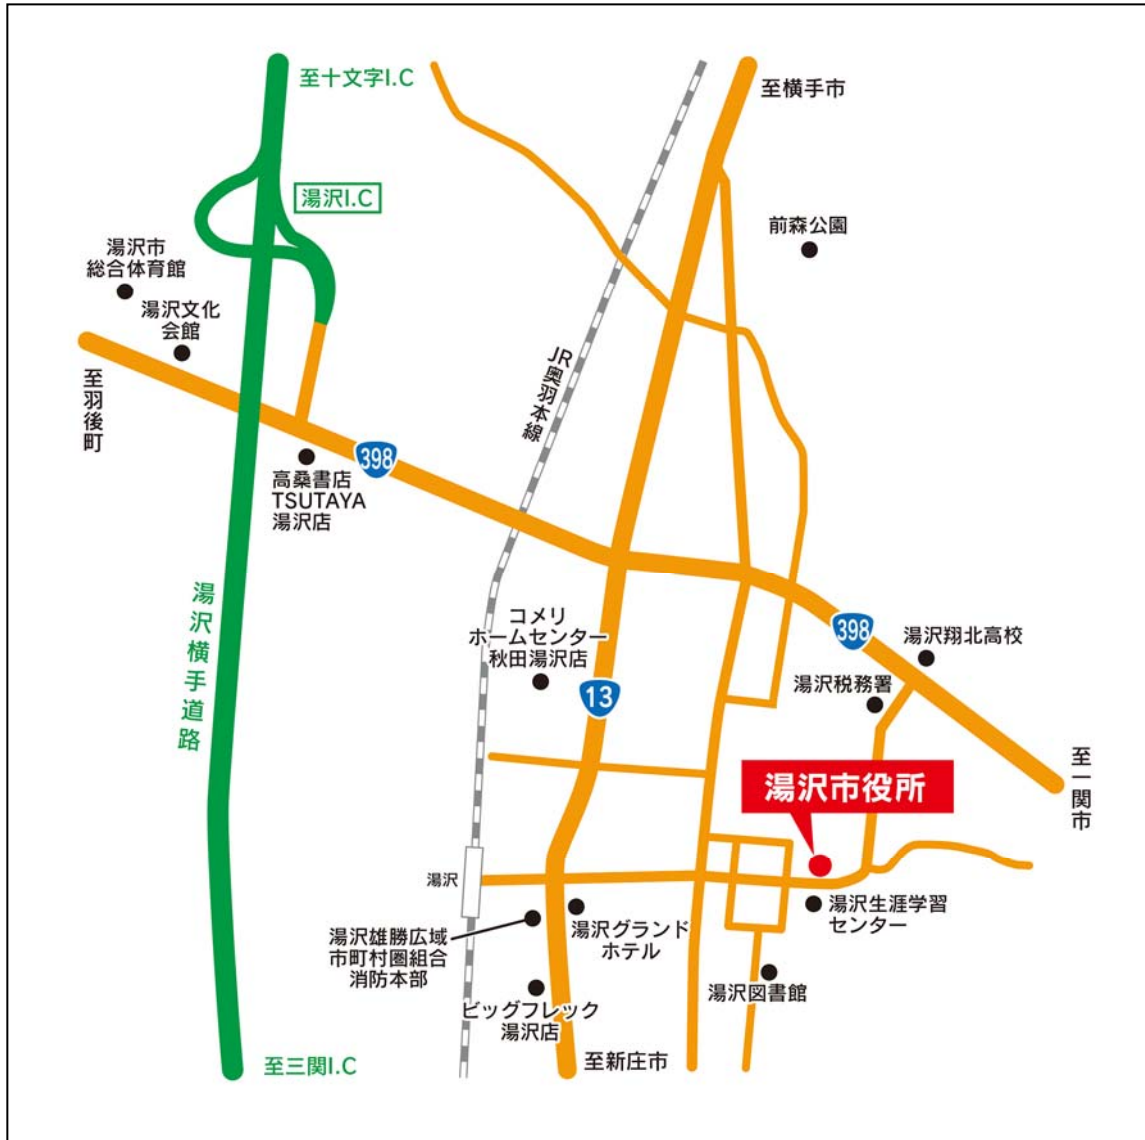 至十文字I.C
至横手市
湯沢I.C
前森公園
湯沢市
総合体育館
湯沢文化
会館
至羽後町
JR奥羽本線
398
高桑書店
TSUTAYA
湯沢店
湯沢横手道路
コメリ
ホームセンター
秋田湯沢店
13
398
湯沢翔北高校
湯沢税務署
至一関市
湯沢市役所
湯沢
湯沢生涯学習
センター
湯沢グランド
ホテル
湯沢雄勝広域
市町村圏組合
消防本部
湯沢図書館
ビッグフレック
湯沢店
至三関I.C
至新庄市